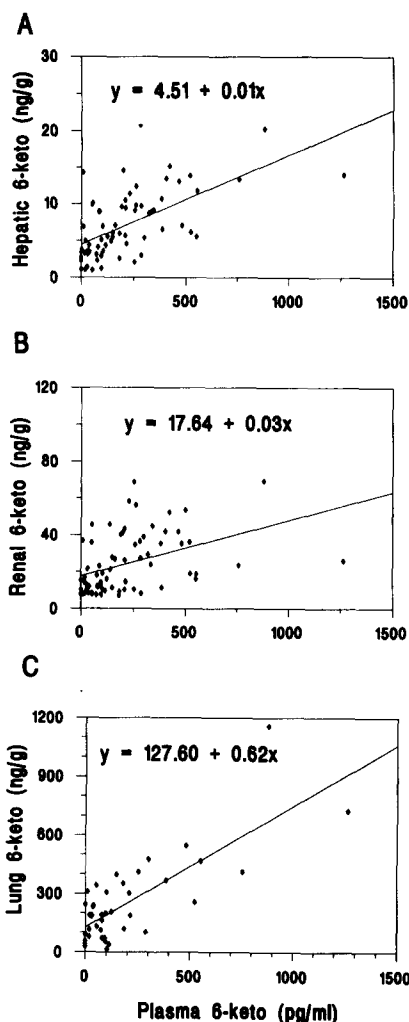 A
Hepatic 6-keto (ng/g)
y = 4.51 + 0.01x
30
20
10
0
0 500 1000 1500
B
Renal 6-keto (ng/g)
y = 17.64 + 0.03x
120
80
40
0
0 500 1000 1500
C
Lung 6-keto (ng/g)
y = 127.60 + 0.62x
1200
900
600
300
0
0 500 1000 1500
Plasma 6-keto (pg/ml)